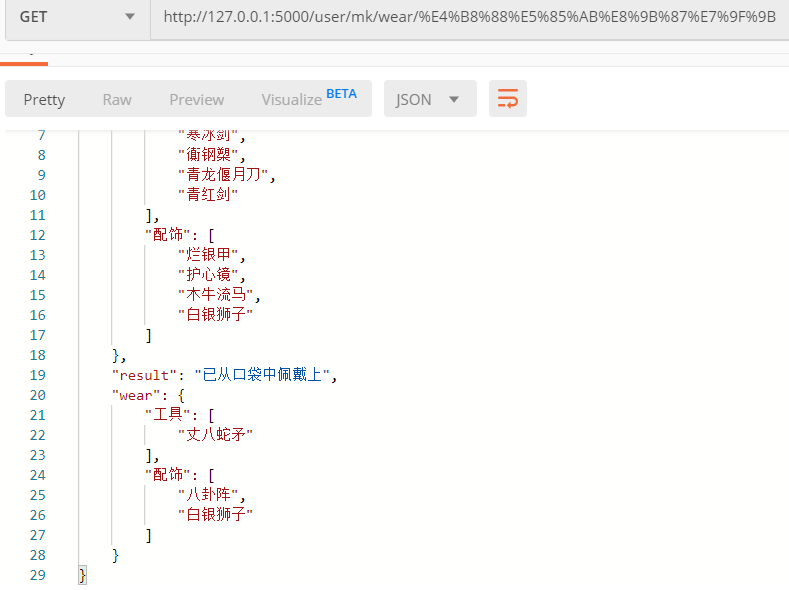 GET http://127.0.0.1:5000/user/mk/wear/%E4%B8%88%E5%85%AB%E8%9B%87%E7%9F%9B
Pretty Raw Preview Visualize BETA JSON
7 "寒冰剑",
8 "衠钢槊",
9 "青龙偃月刀",
10 "青红剑"
11 ],
12 "配饰": [
13 "烂银甲",
14 "护心镜",
15 "木牛流马",
16 "白银狮子"
17 ]
18 },
19 "result": "已从口袋中佩戴上",
20 "wear": {
21 "工具": [
22 "丈八蛇矛"
23 ],
24 "配饰": [
25 "八卦阵",
26 "白银狮子"
27 ]
28 }
29 }